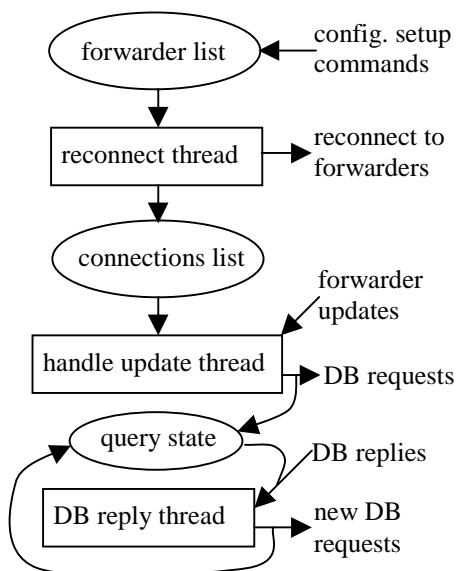 forwarder list
config. setup
commands
reconnect thread
reconnect to
forwarders
connections list
forwarder
updates
handle update thread
DB requests
query state
DB replies
DB reply thread
new DB
requests